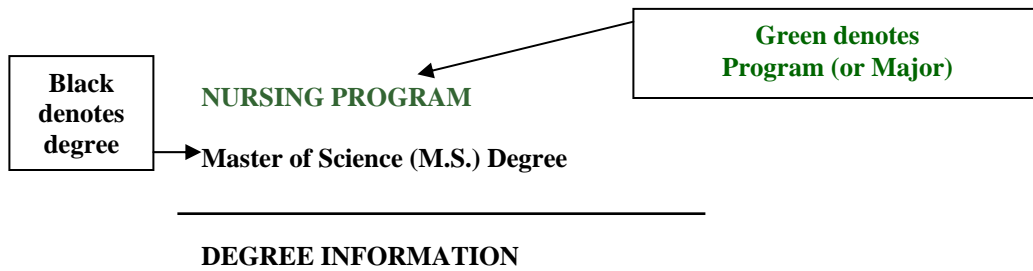 Green denotes
Program (or Major)
Black
denotes
degree
NURSING PROGRAM
Master of Science (M.S.) Degree
DEGREE INFORMATION